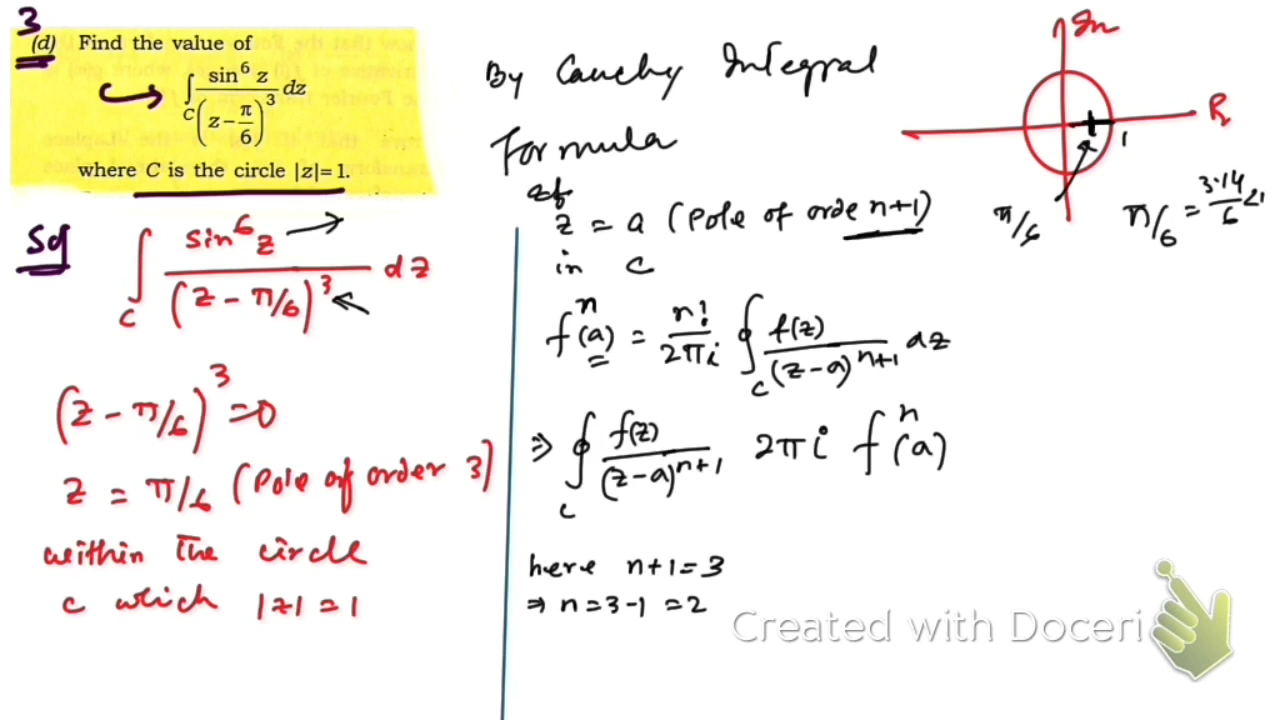 3
(d) Find the value of
∫_C sin⁶ z / (z − π/6)³ dz
where C is the circle |z|=1.
Sol
∫_C sin⁶z / (z − π/6)³ dz
(z − π/6)³ = 0
z = π/6 (Pole of order 3)
within the circle
c which |z| = 1
By Cauchy Integral
Formula
If
z = a (Pole of orde n+1)
in C
fⁿ(a) = n!/2πi ∮_C f(z)/(z−a)ⁿ⁺¹ dz
⇒ ∮_C f(z)/(z−a)ⁿ⁺¹ 2πi fⁿ(a)
here n+1=3
⇒ n=3-1 =2
Im
R
1
π/6
π/6 = 3.14/6 <1
Created with Doceri